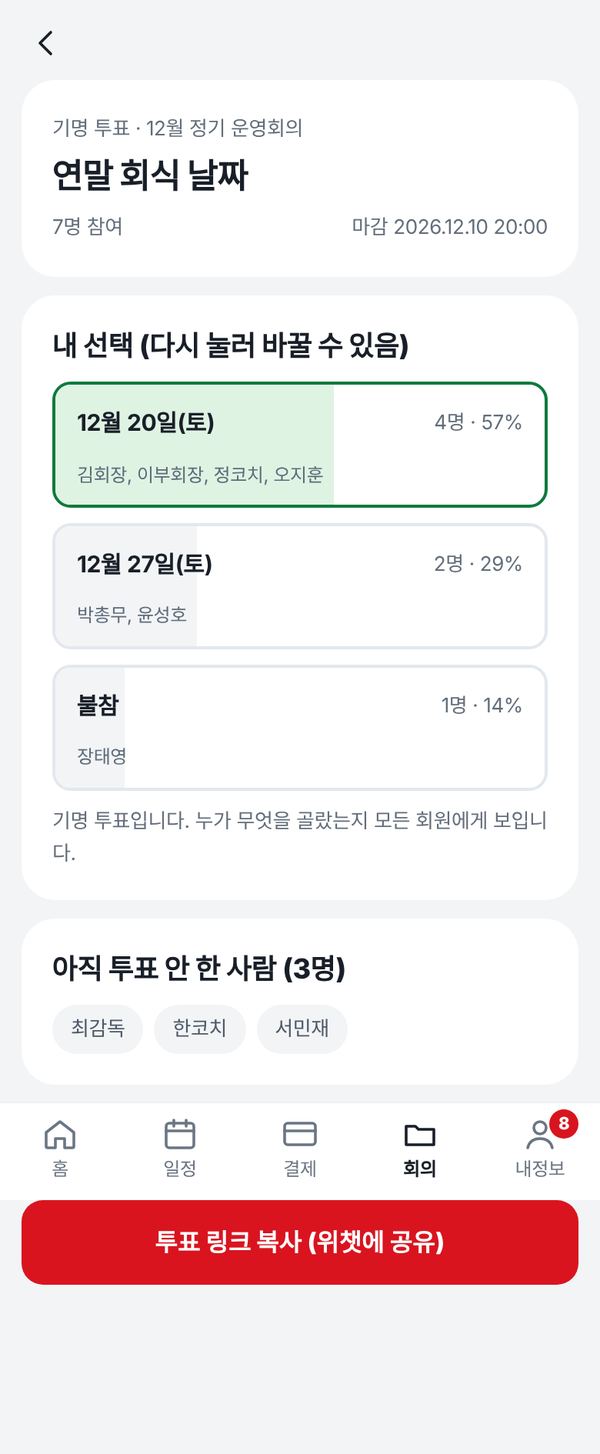 기명 투표 · 12월 정기 운영회의
연말 회식 날짜
7명 참여
마감 2026.12.10 20:00
내 선택 (다시 눌러 바꿀 수 있음)
12월 20일(토)
4명 · 57%
김회장, 이부회장, 정코치, 오지훈
12월 27일(토)
2명 · 29%
박총무, 윤성호
불참
1명 · 14%
장태영
기명 투표입니다. 누가 무엇을 골랐는지 모든 회원에게 보입니
다.
아직 투표 안 한 사람 (3명)
최감독
한코치
서민재
8
홈
일정
결제
회의
내정보
투표 링크 복사 (위챗에 공유)